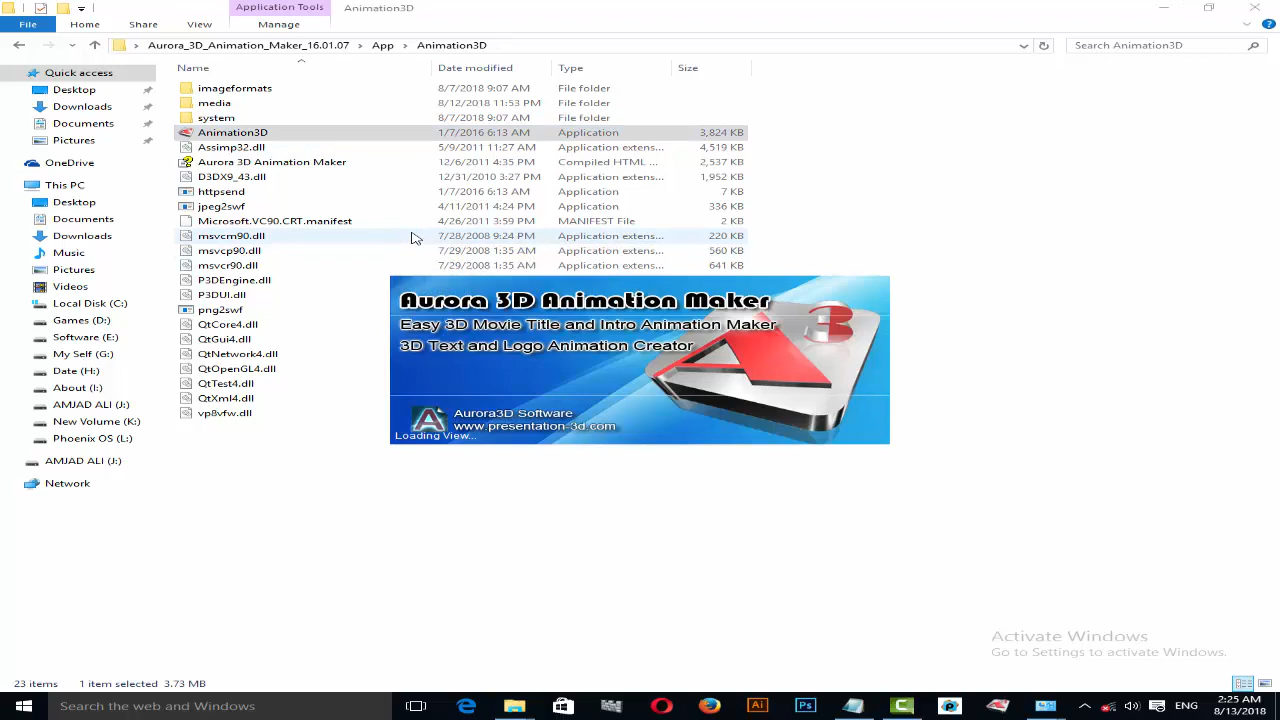 Application Tools Animation3D
File Home Share View Manage
Aurora_3D_Animation_Maker_16.01.07 App Animation3D Search Animation3D
Quick access
Desktop
Downloads
Documents
Pictures
OneDrive
This PC
Desktop
Documents
Downloads
Music
Pictures
Videos
Local Disk (C:)
Games (D:)
Software (E:)
My Self (G:)
Date (H:)
About (I:)
AMJAD ALI (J:)
New Volume (K:)
Phoenix OS (L:)
AMJAD ALI (J:)
Network
Name Date modified Type Size
imageformats 8/7/2018 9:07 AM File folder
media 8/12/2018 11:53 PM File folder
system 8/7/2018 9:07 AM File folder
Animation3D 1/7/2016 6:13 AM Application 3,824 KB
Assimp32.dll 5/9/2011 11:27 AM Application extens... 4,519 KB
Aurora 3D Animation Maker 12/6/2011 4:35 PM Compiled HTML ... 2,537 KB
D3DX9_43.dll 12/31/2010 3:27 PM Application extens... 1,952 KB
httpsend 1/7/2016 6:13 AM Application 7 KB
jpeg2swf 4/11/2011 4:24 PM Application 336 KB
Microsoft.VC90.CRT.manifest 4/26/2011 3:59 PM MANIFEST File 2 KB
msvcm90.dll 7/28/2008 9:24 PM Application extens... 220 KB
msvcp90.dll 7/29/2008 1:35 AM Application extens... 560 KB
msvcr90.dll 7/29/2008 1:35 AM Application extens... 641 KB
P3DEngine.dll
P3DUI.dll
png2swf
QtCore4.dll
QtGui4.dll
QtNetwork4.dll
QtOpenGL4.dll
QtTest4.dll
QtXml4.dll
vp8vfw.dll
Aurora 3D Animation Maker
Easy 3D Movie Title and Intro Animation Maker
3D Text and Logo Animation Creator
3
Aurora3D Software
www.presentation-3d.com
Loading View...
Activate Windows
Go to Settings to activate Windows.
23 items 1 item selected 3.73 MB
Search the web and Windows Ai Ps ENG 2:25 AM
8/13/2018